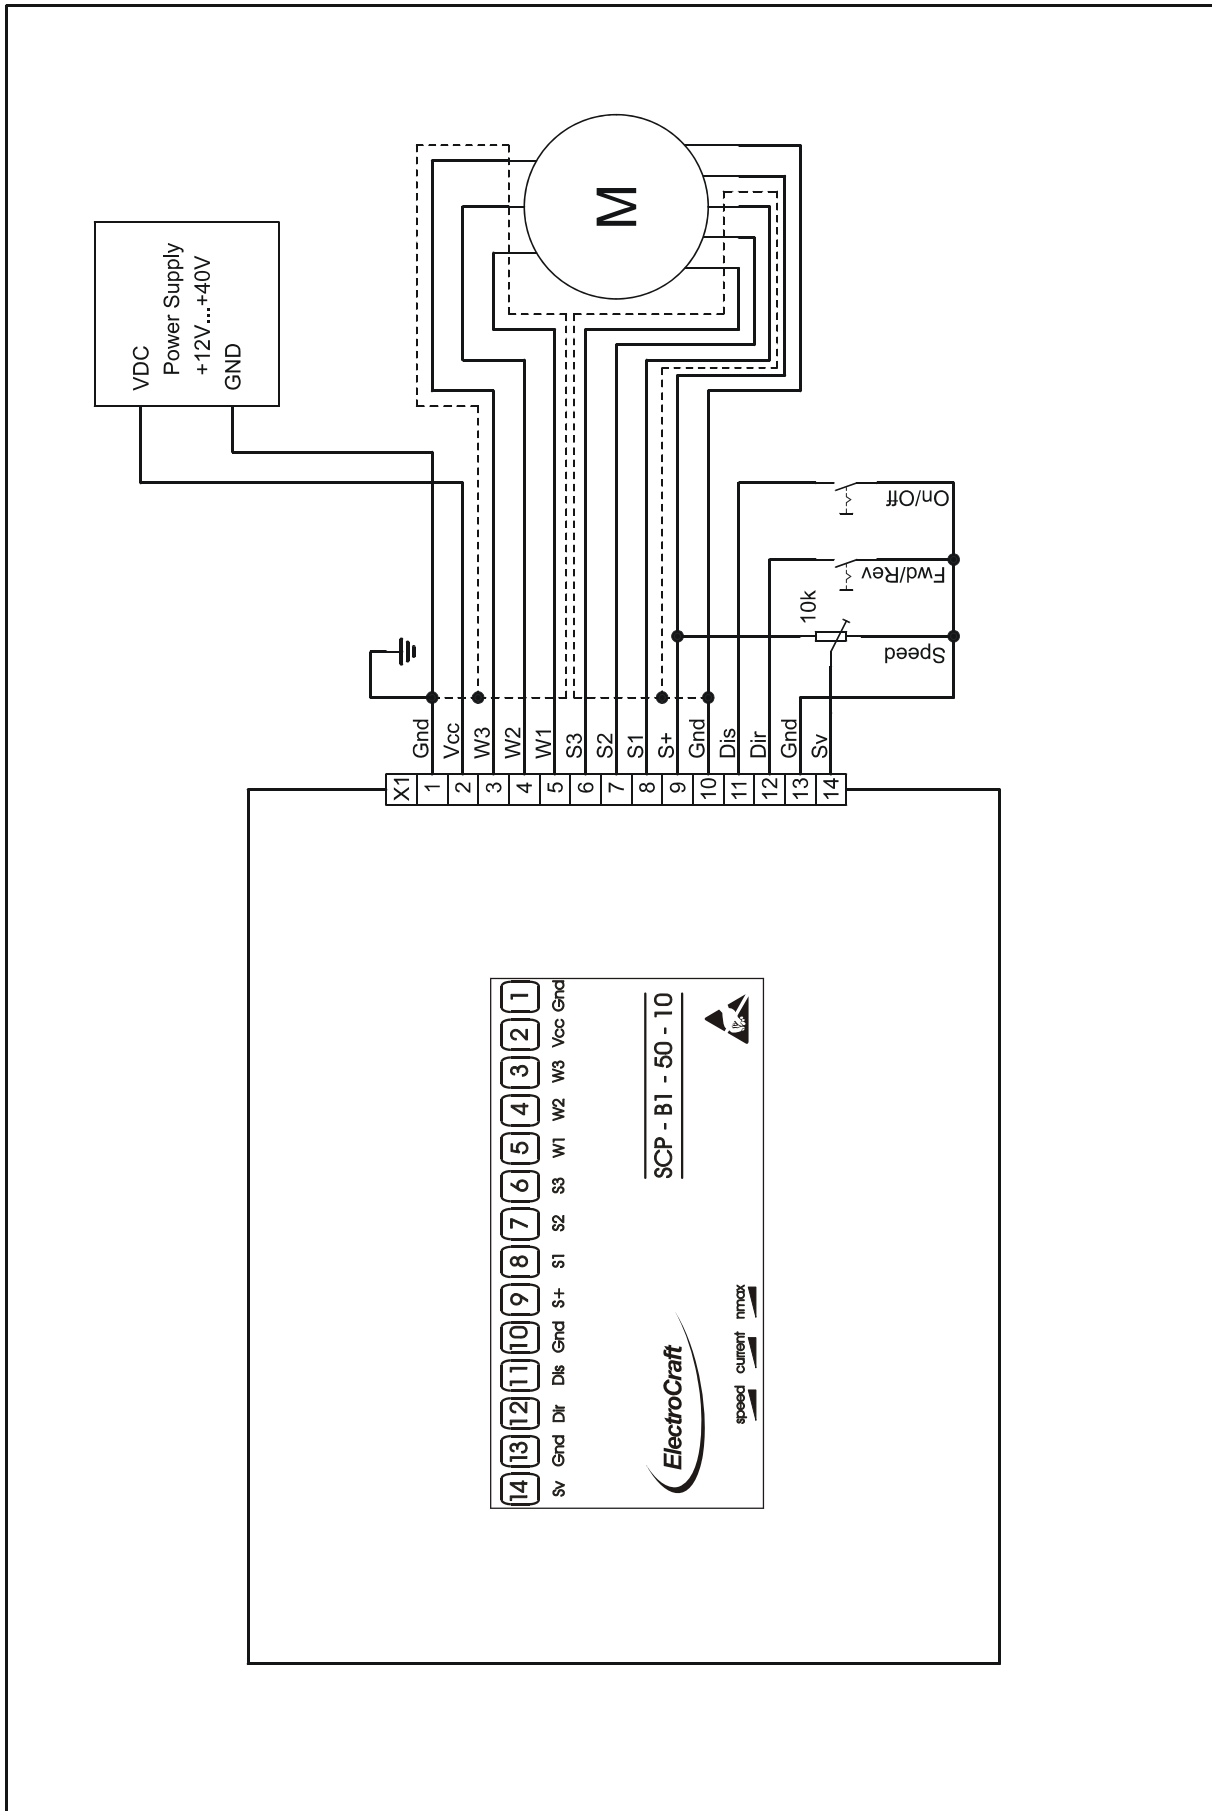 VDC
Power Supply
+12V...+40V
GND
M
X1
1
2
3
4
5
6
7
8
9
10
11
12
13
14
Gnd
Vcc
W3
W2
W1
S3
S2
S1
S+
Gnd
Dis
Dir
Gnd
Sv
On/Off
Fwd/Rev
10k
Speed
14 13 12 11 10 9 8 7 6 5 4 3 2 1
Sv Gnd Dir Dis Gnd S+ S1 S2 S3 W1 W2 W3 Vcc Gnd
ElectroCraft
SCP - B1 - 50 - 10
speed current nmax